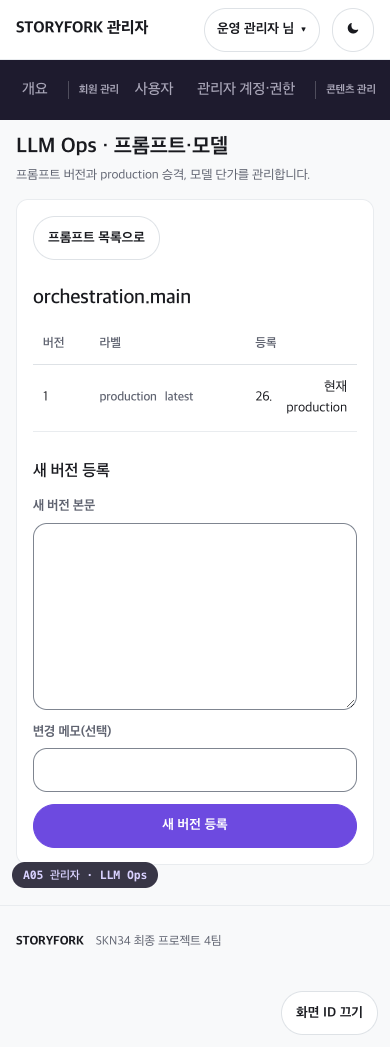 STORYFORK 관리자
운영 관리자 님 ▾
개요
회원 관리 사용자 관리자 계정·권한
콘텐츠 관리
LLM Ops · 프롬프트·모델
프롬프트 버전과 production 승격, 모델 단가를 관리합니다.
프롬프트 목록으로
orchestration.main
버전 라벨 등록
1 production latest 26. 현재
production
새 버전 등록
새 버전 본문
변경 메모(선택)
새 버전 등록
A05 관리자 · LLM Ops
STORYFORK SKN34 최종 프로젝트 4팀
화면 ID 끄기